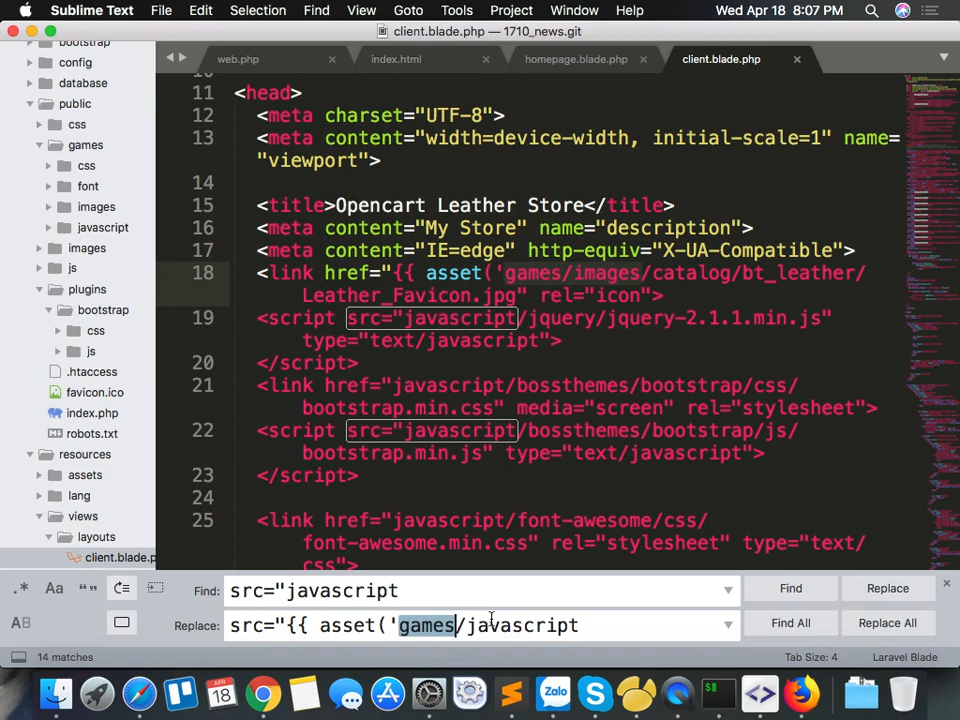 Sublime Text File Edit Selection Find View Goto Tools Project Window Help Wed Apr 18 8:07 PM
client.blade.php — 1710_news.git
web.php index.html homepage.blade.php client.blade.php
bootstrap
config
database
public
css
games
css
font
images
javascript
images
js
plugins
bootstrap
css
js
.htaccess
favicon.ico
index.php
robots.txt
resources
assets
lang
views
layouts
client.blade.p
10
11 <head>
12 <meta charset="UTF-8">
13 <meta content="width=device-width, initial-scale=1" name=
"viewport">
14
15 <title>Opencart Leather Store</title>
16 <meta content="My Store" name="description">
17 <meta content="IE=edge" http-equiv="X-UA-Compatible">
18 <link href="{{ asset('games/images/catalog/bt_leather/
Leather_Favicon.jpg" rel="icon">
19 <script src="javascript/jquery/jquery-2.1.1.min.js"
type="text/javascript">
20 </script>
21 <link href="javascript/bossthemes/bootstrap/css/
bootstrap.min.css" media="screen" rel="stylesheet">
22 <script src="javascript/bossthemes/bootstrap/js/
bootstrap.min.js" type="text/javascript">
23 </script>
24
25 <link href="javascript/font-awesome/css/
font-awesome.min.css" rel="stylesheet" type="text/
css">
.* Aa “” Find: src="javascript Find Replace
AB Replace: src="{{ asset('games/javascript Find All Replace All
14 matches Tab Size: 4 Laravel Blade
APR
18
Zalo
$